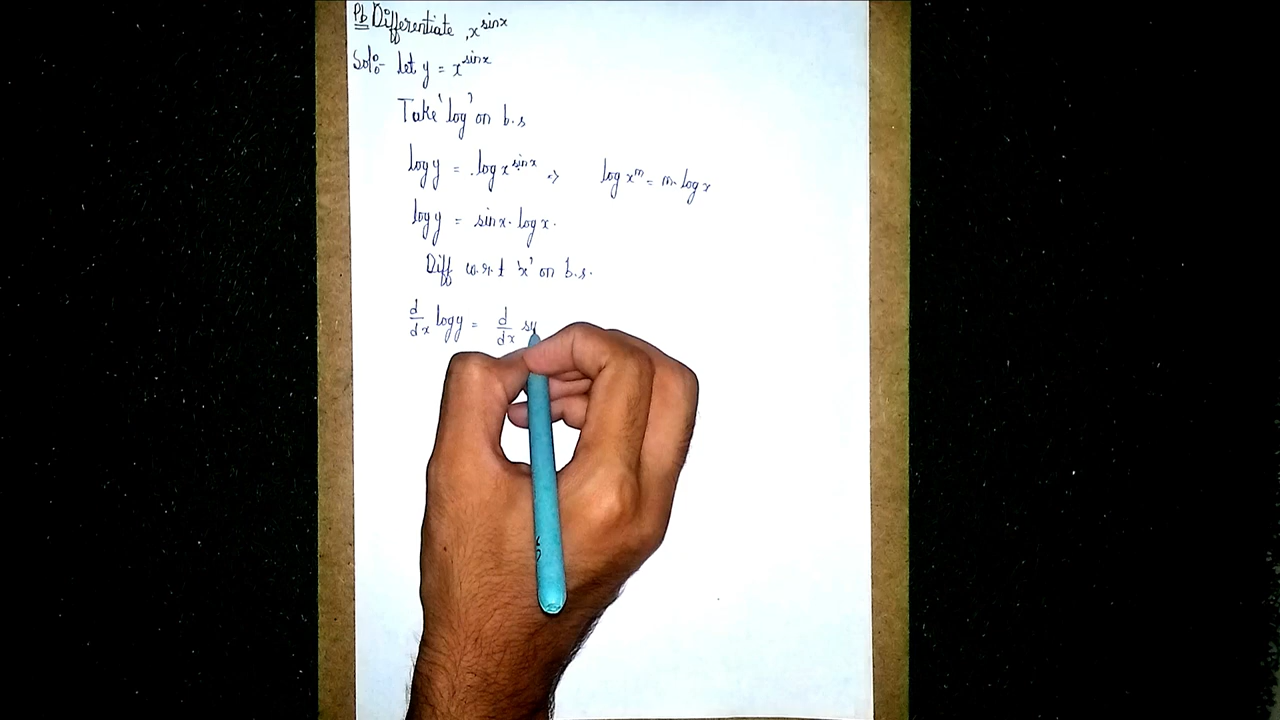 Pb Differentiate, x^sinx
Sol:- let y = x^sinx
Take 'log' on b.s
log y = .log x^sinx => log x^m = m.log x
log y = sinx. log x.
Diff w.r.t 'x' on b.s.
d/dx log y = d/dx